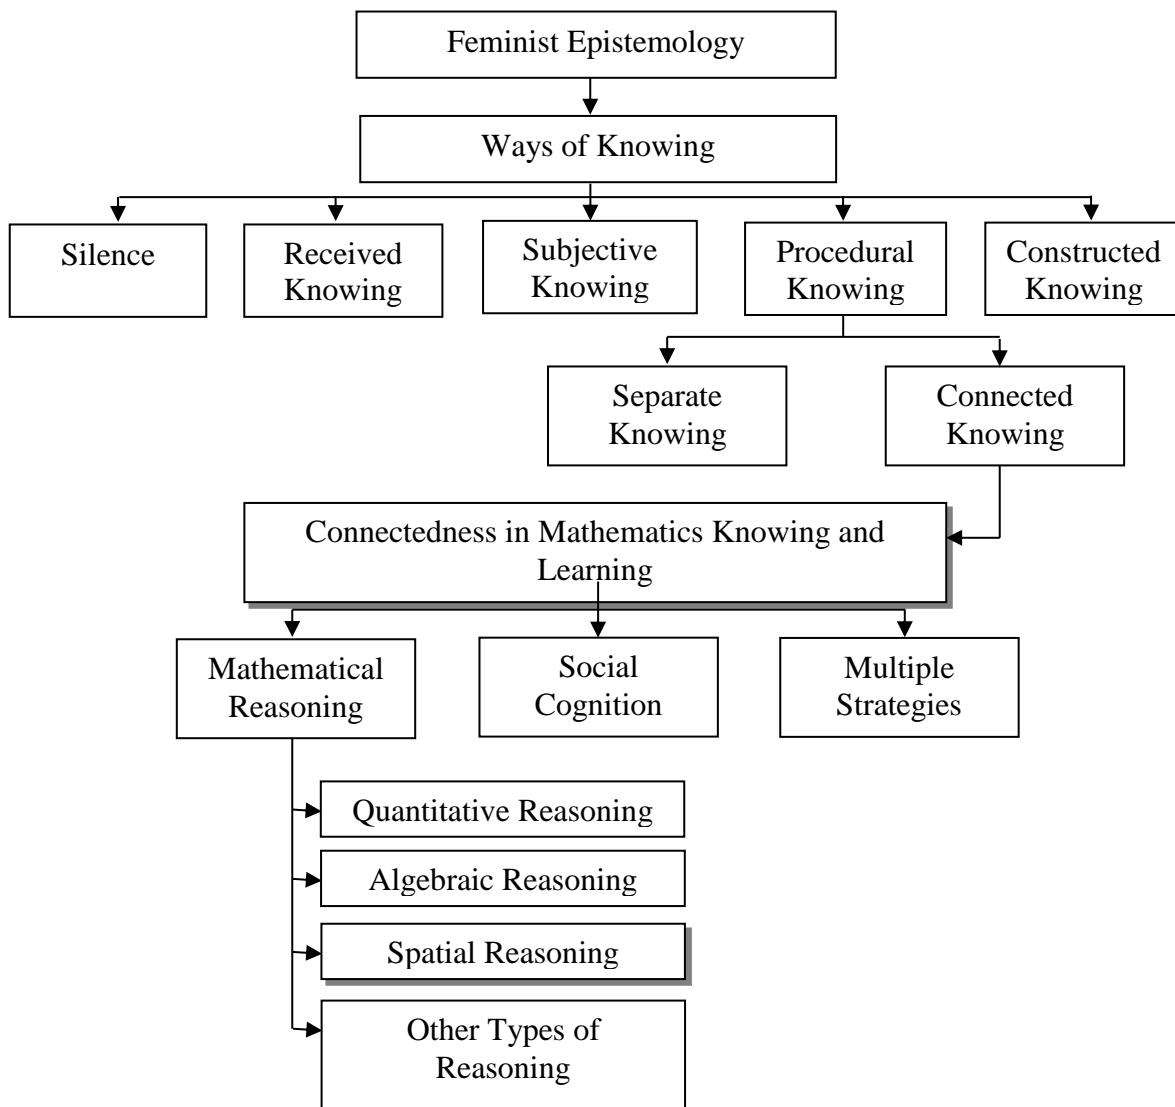 Feminist Epistemology
Ways of Knowing
Silence
Received
Knowing
Subjective
Knowing
Procedural
Knowing
Constructed
Knowing
Separate
Knowing
Connected
Knowing
Connectedness in Mathematics Knowing and
Learning
Mathematical
Reasoning
Social
Cognition
Multiple
Strategies
Quantitative Reasoning
Algebraic Reasoning
Spatial Reasoning
Other Types of
Reasoning